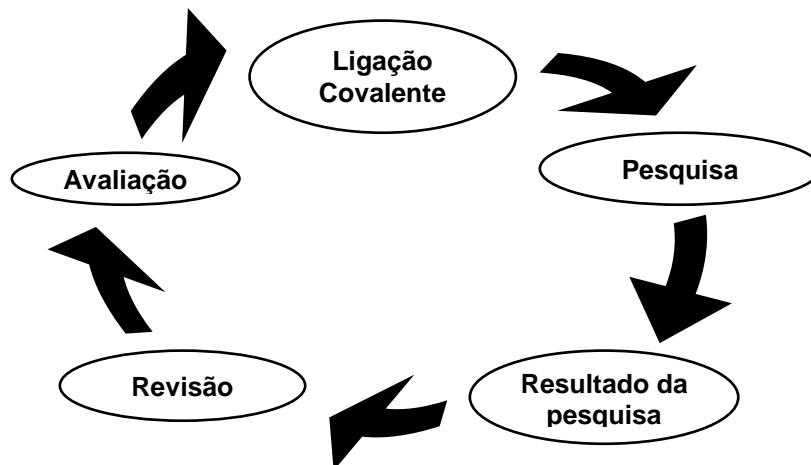 Ligação
Covalente
Pesquisa
Resultado da
pesquisa
Revisão
Avaliação